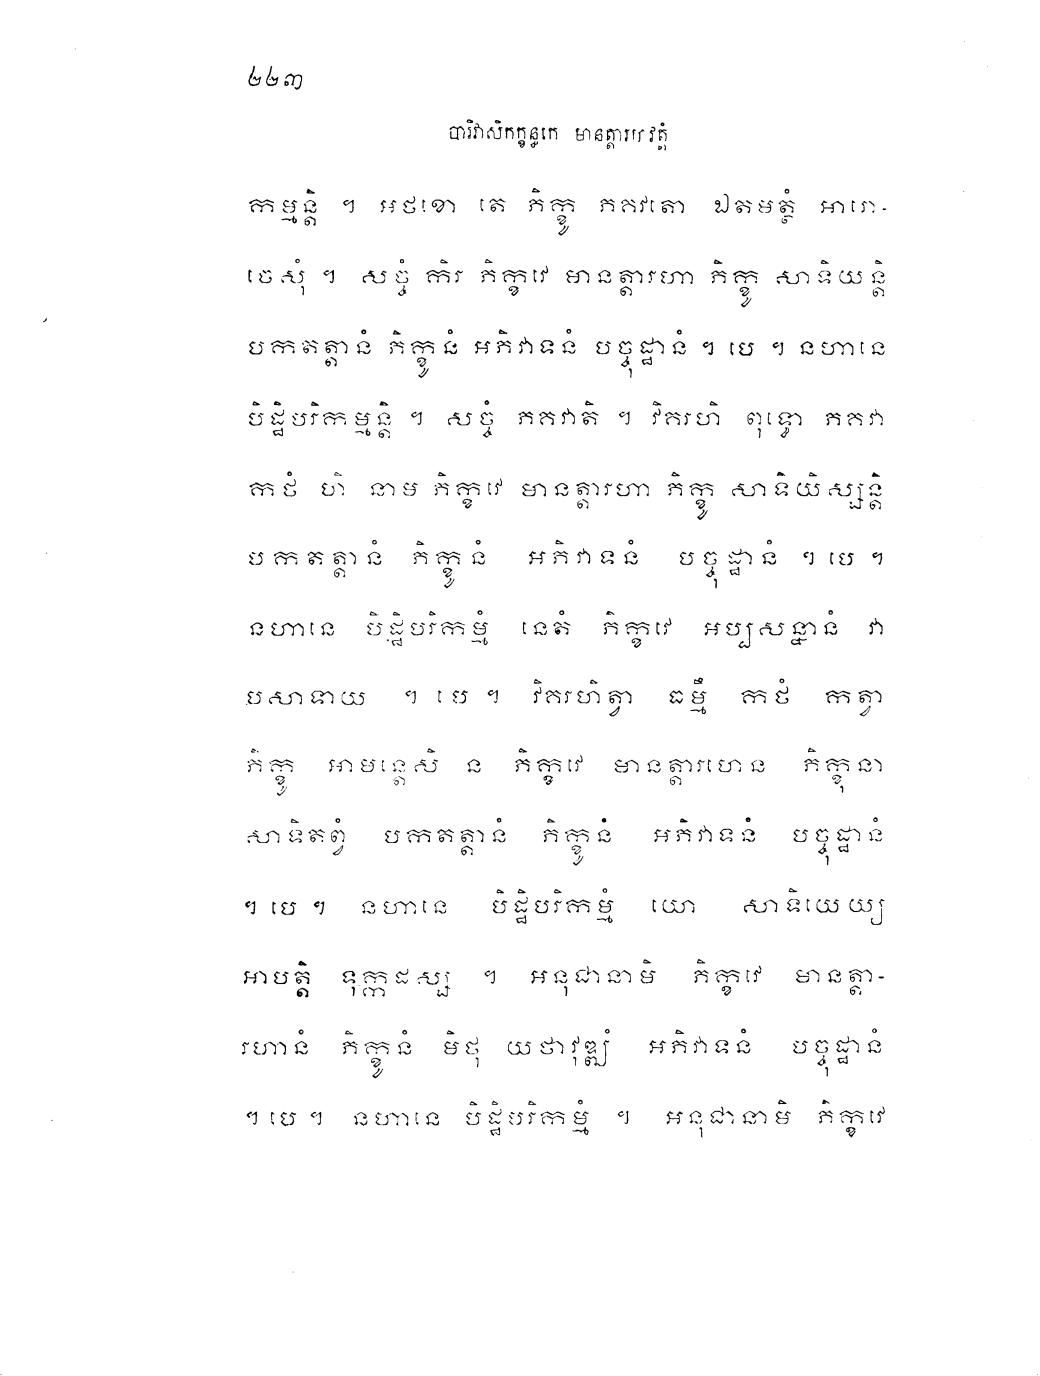 ២២៣
បារិវាសិកក្ខន្ធកេ មានត្តារហវត្តំ
កម្មន្តិ ។ អថខោ តេ ភិក្ខូ ភគវតោ ឯតមត្ថំ អារោ-
ចេសុំ ។ សច្ចំ កិរ ភិក្ខវេ មានត្តារហា ភិក្ខូ សាទិយន្តិ
បកតត្តានំ ភិក្ខូនំ អភិវាទនំ បច្ចុដ្ឋានំ ។ បេ ។ នហានេ
បិដ្ឋិបរិកម្មន្តិ ។ សច្ចំ ភគវាតិ ។ វិគរហិ ពុទ្ធោ ភគវា
កថំ ហិ នាម ភិក្ខវេ មានត្តារហា ភិក្ខូ សាទិយិស្សន្តិ
បកតត្តានំ ភិក្ខូនំ អភិវាទនំ បច្ចុដ្ឋានំ ។ បេ ។
នហានេ បិដ្ឋិបរិកម្មំ នេតំ ភិក្ខវេ អប្បសន្នានំ វា
បសាទាយ ។ បេ ។ វិគរហិត្វា ធម្មឹ កថំ កត្វា
ភិក្ខូ អាមន្តេសិ ន ភិក្ខវេ មានត្តារហេន ភិក្ខុនា
សាទិតព្វំ បកតត្តានំ ភិក្ខូនំ អភិវាទនំ បច្ចុដ្ឋានំ
។ បេ ។ នហានេ បិដ្ឋិបរិកម្មំ យោ សាទិយេយ្យ
អាបត្តិ ទុក្កដស្ស ។ អនុជានាមិ ភិក្ខវេ មានត្តា-
រហានំ ភិក្ខូនំ មិថុ យថាវុឌ្ឍំ អភិវាទនំ បច្ចុដ្ឋានំ
។ បេ ។ នហានេ បិដ្ឋិបរិកម្មំ ។ អនុជានាមិ ភិក្ខវេ